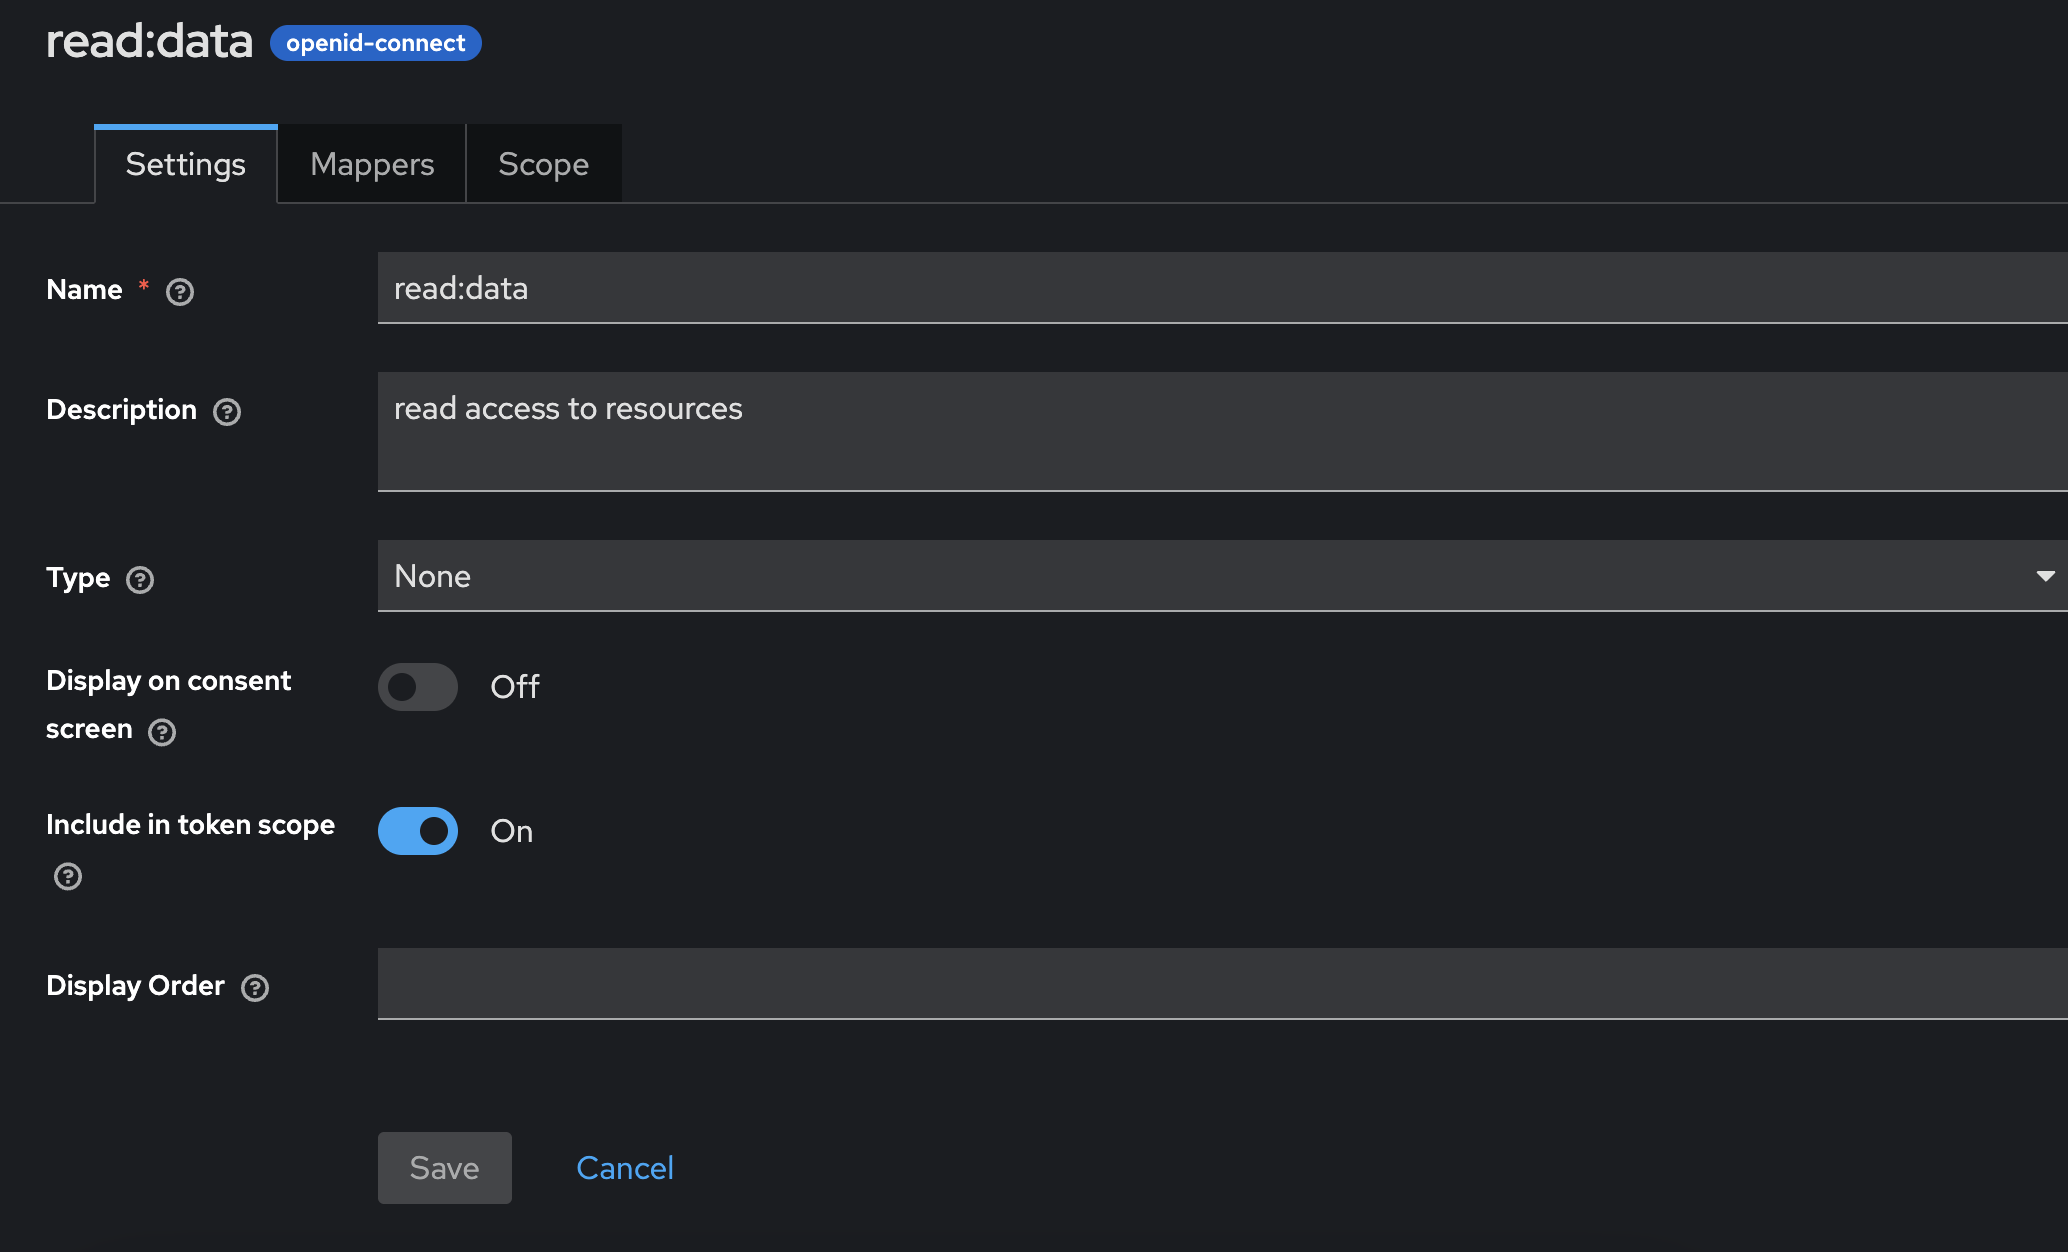 read:data openid-connect
Settings Mappers Scope
Name * read:data
Description read access to resources
Type None
Display on consent
screen Off
Include in token scope On
Display Order
Save Cancel